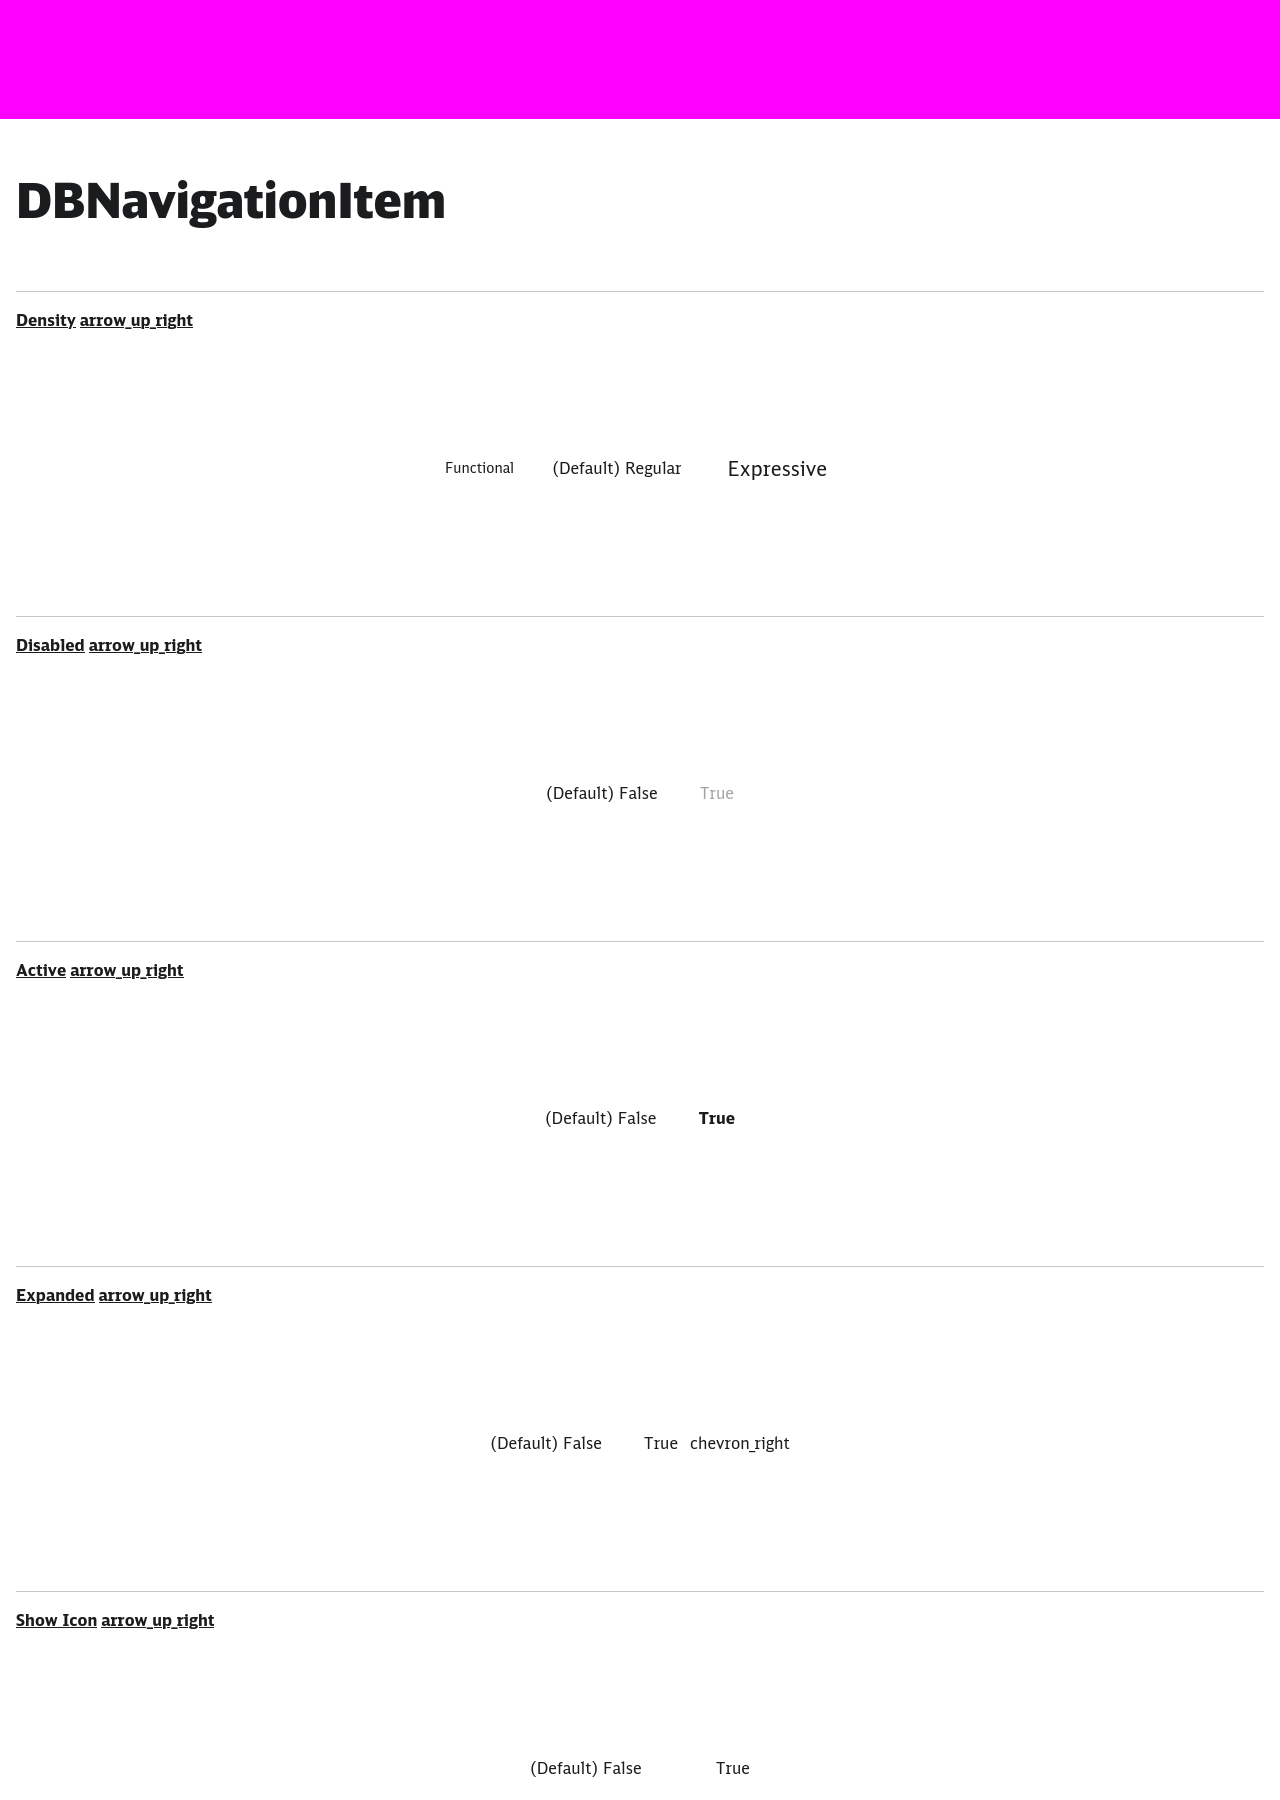 DBNavigationItem
Density arrow_up_right
Functional (Default) Regular Expressive
Disabled arrow_up_right
(Default) False True
Active arrow_up_right
(Default) False True
Expanded arrow_up_right
(Default) False True chevron_right
Show Icon arrow_up_right
(Default) False True